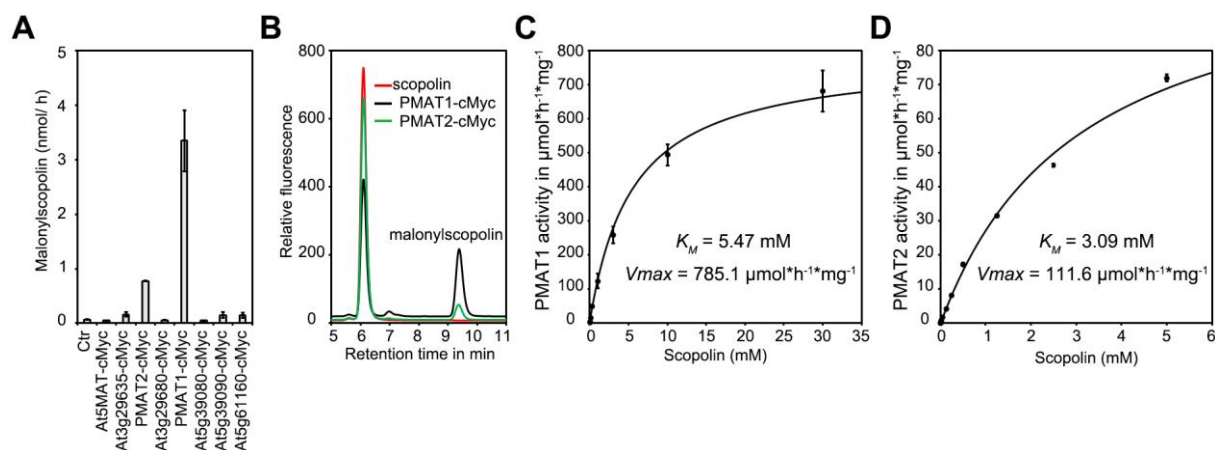 A
B
C
D
Malonylscopolin (nmol/ h)
5
4
3
2
1
0
Ctr
At5MAT-cMyc
At3g29635-cMyc
PMAT2-cMyc
At3g29680-cMyc
PMAT1-cMyc
At5g39080-cMyc
At5g39090-cMyc
At5g61160-cMyc
Relative fluorescence
800
600
400
200
0
scopolin
PMAT1-cMyc
PMAT2-cMyc
malonylscopolin
5 6 7 8 9 10 11
Retention time in min
PMAT1 activity in µmol*h⁻¹*mg⁻¹
800
700
600
500
400
300
200
100
0
K_M = 5.47 mM
Vmax = 785.1 µmol*h⁻¹*mg⁻¹
0 5 10 15 20 25 30 35
Scopolin (mM)
PMAT2 activity in µmol*h⁻¹*mg⁻¹
80
70
60
50
40
30
20
10
0
K_M = 3.09 mM
Vmax = 111.6 µmol*h⁻¹*mg⁻¹
0 1 2 3 4 5 6
Scopolin (mM)